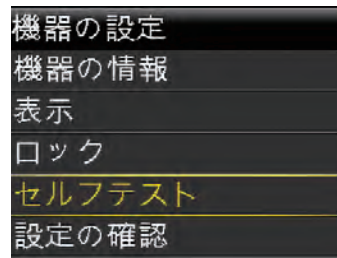 機器の設定
機器の情報
表示
ロック
セルフテスト
設定の確認